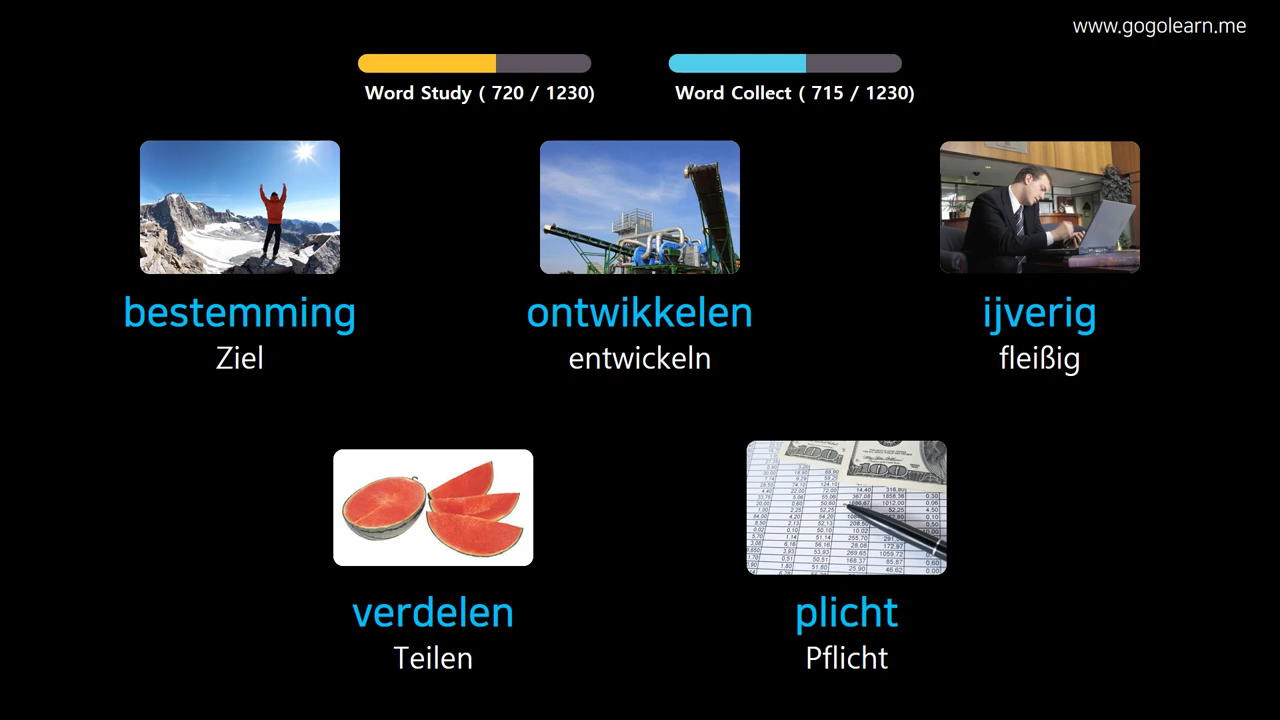 www.gogolearn.me
Word Study ( 720 / 1230)
Word Collect ( 715 / 1230)
bestemming
Ziel
ontwikkelen
entwickeln
ijverig
fleißig
verdelen
Teilen
plicht
Pflicht